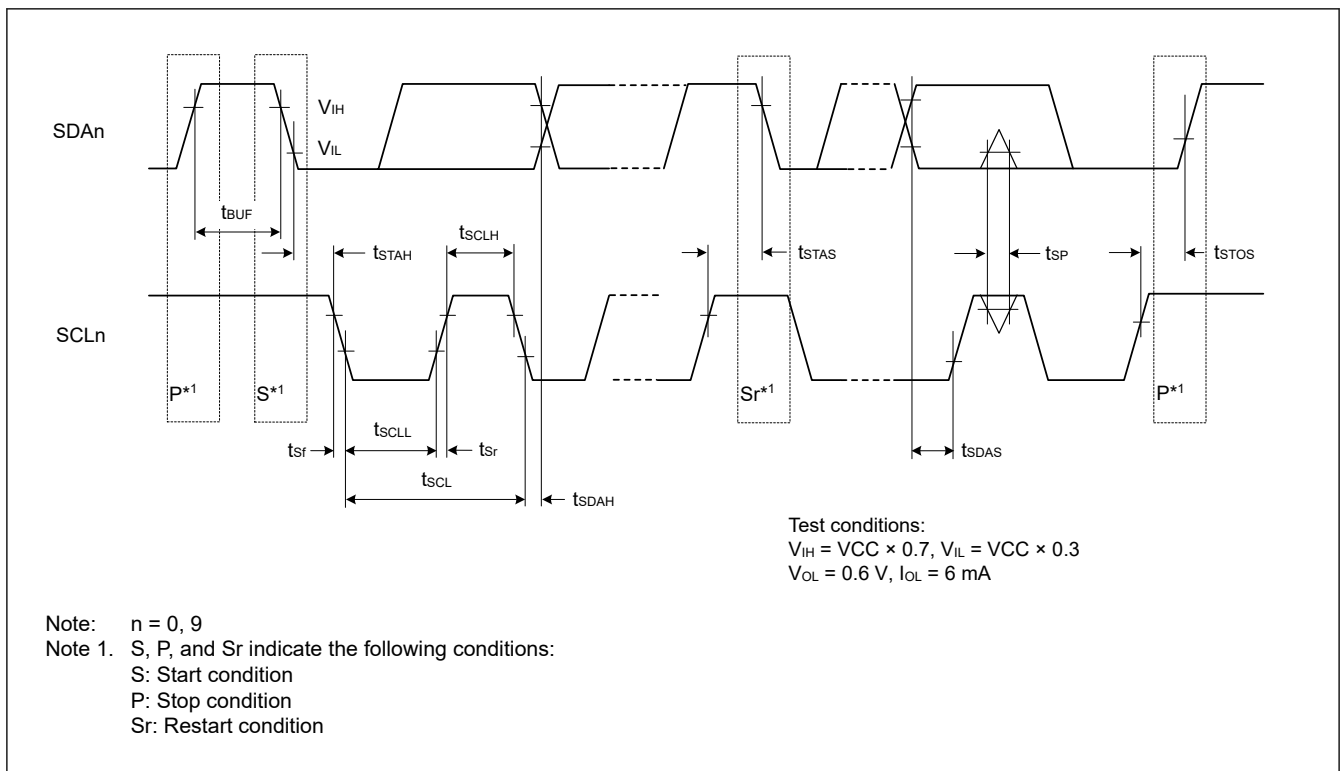 SDAn
VIH
VIL
tBUF
tSTAH
tSCLH
tSTAS
tSP
tSTOS
SCLn
P*1
S*1
Sr*1
P*1
tSf
tSCLL
tSr
tSCL
tSDAH
tSDAS
Test conditions:
VIH = VCC × 0.7, VIL = VCC × 0.3
VOL = 0.6 V, IOL = 6 mA
Note: n = 0, 9
Note 1. S, P, and Sr indicate the following conditions:
S: Start condition
P: Stop condition
Sr: Restart condition